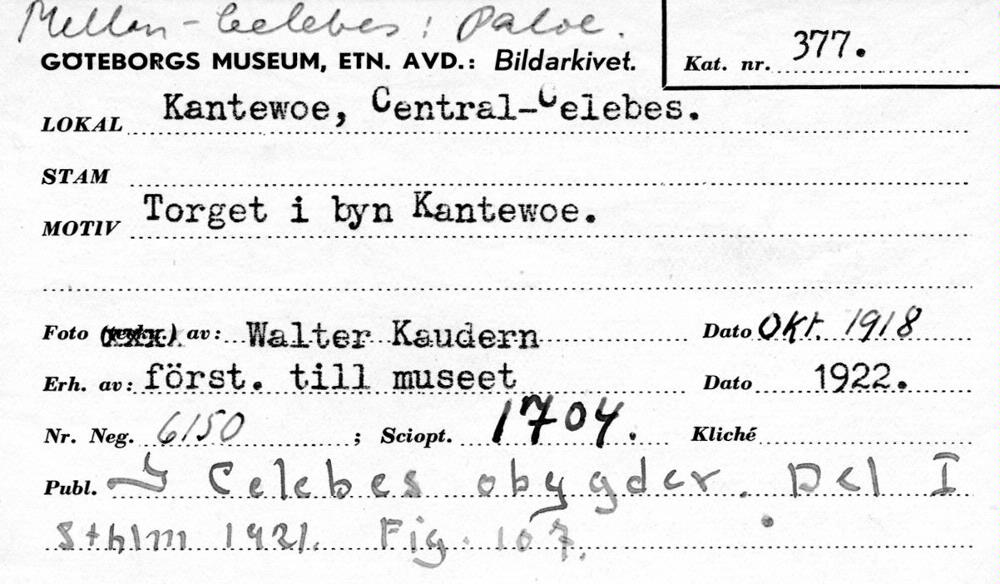 Mellan-Celebes: Paloe.
GÖTEBORGS MUSEUM, ETN. AVD.: Bildarkivet.
Kat. nr. 377.
LOKAL Kantewoe, Central-Celebes.
STAM
MOTIV Torget i byn Kantewoe.
Foto av: Walter Kaudern Dato Okt. 1918
Erh. av: först. till museet Dato 1922.
Nr. Neg. 6150 ; Sciopt. 1704. Kliché
Publ. I Celebes obygder. Del I
Sthlm 1921. Fig. 107.